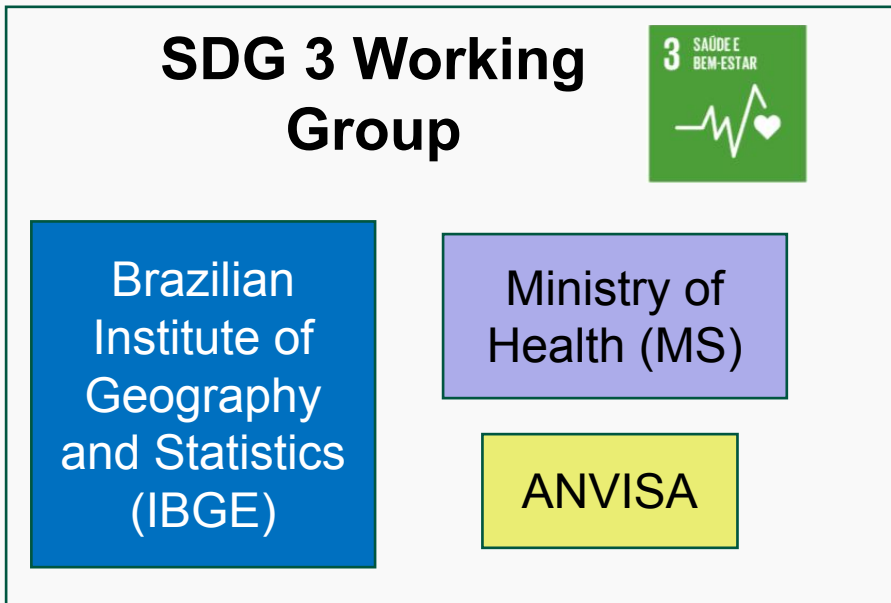 SDG 3 Working
Group
3 SAÚDE E
BEM-ESTAR
Brazilian
Institute of
Geography
and Statistics
(IBGE)
Ministry of
Health (MS)
ANVISA